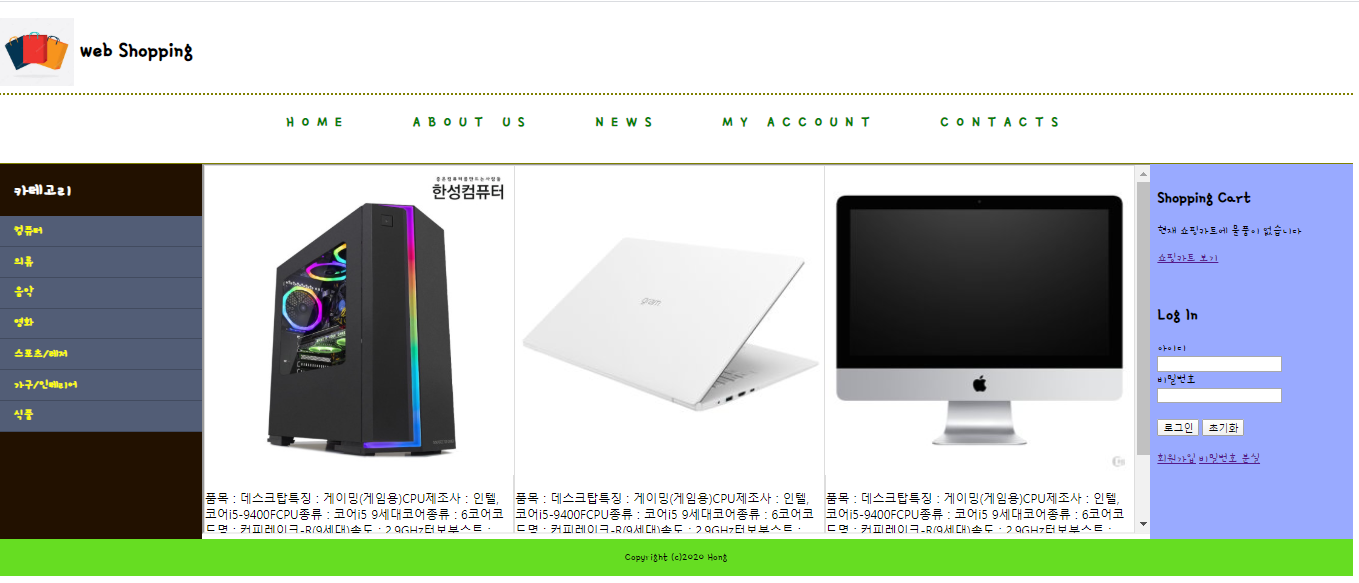 web Shopping
HOME ABOUT US NEWS MY ACCOUNT CONTACTS
카테고리
컴퓨터
의류
음악
영화
스포츠/레저
가구/인테리어
식품
좋은컴퓨터를만드는사람들
한성컴퓨터
gram
품목 : 데스크탑특징 : 게이밍(게임용)CPU제조사 : 인텔,
코어i5-9400FCPU종류 : 코어i5 9세대코어종류 : 6코어코
드명 : 커피레이크-R(9세대)속도 : 2.9GHz터보부스트 :
품목 : 데스크탑특징 : 게이밍(게임용)CPU제조사 : 인텔,
코어i5-9400FCPU종류 : 코어i5 9세대코어종류 : 6코어코
드명 : 커피레이크-R(9세대)속도 : 2.9GHz터보부스트 :
품목 : 데스크탑특징 : 게이밍(게임용)CPU제조사 : 인텔,
코어i5-9400FCPU종류 : 코어i5 9세대코어종류 : 6코어코
드명 : 커피레이크-R(9세대)속도 : 2.9GHz터보부스트 :
Shopping Cart
현재 쇼핑카트에 물품이 없습니다
쇼핑카트 보기
Log In
아이디
비밀번호
로그인 초기화
회원가입 비밀번호 분실
Copyright (c)2020 Hong